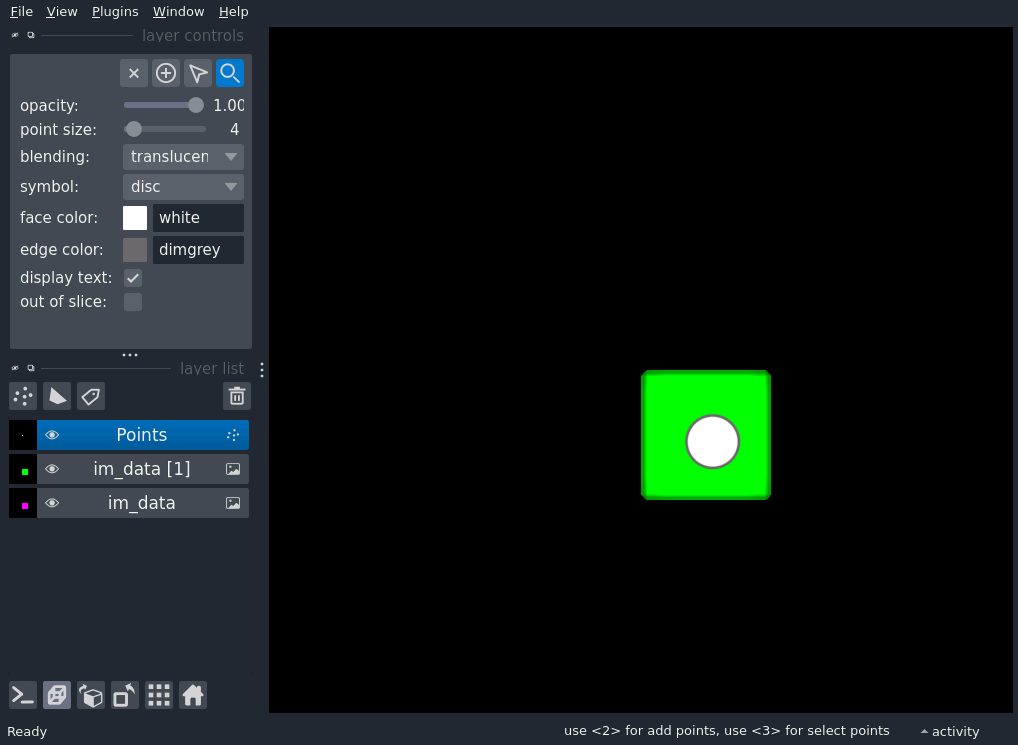 File View Plugins Window Help
layer controls
opacity: 1.00
point size: 4
blending: translucen
symbol: disc
face color: white
edge color: dimgrey
display text:
out of slice:
layer list
Points
im_data [1]
im_data
Ready use <2> for add points, use <3> for select points activity